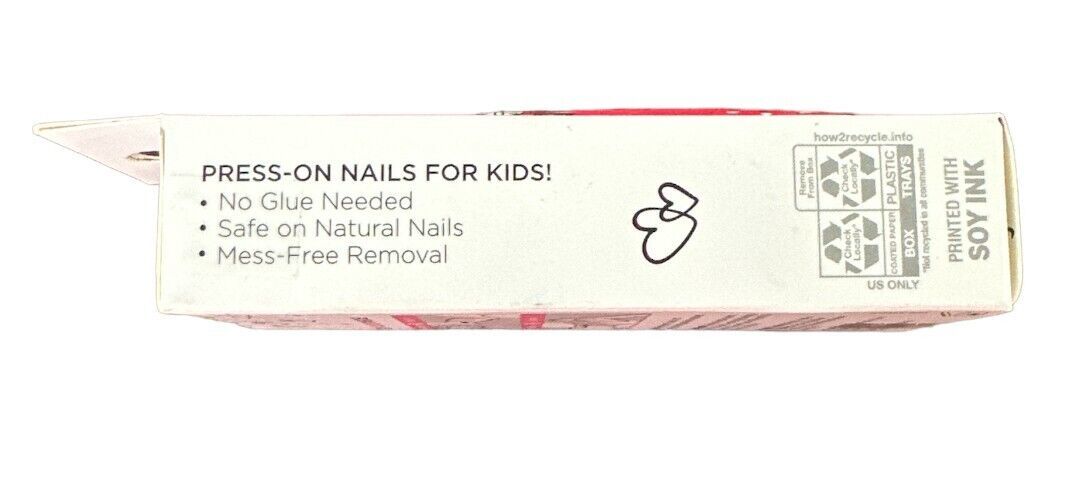 PRESS-ON NAILS FOR KIDS!
• No Glue Needed
• Safe on Natural Nails
• Mess-Free Removal
how2recycle.info
Remove
From Box
Check
Locally*
PLASTIC
TRAYS
Check
Locally*
COATED PAPER
BOX
*Not recycled in all communities
US ONLY
PRINTED WITH
SOY INK